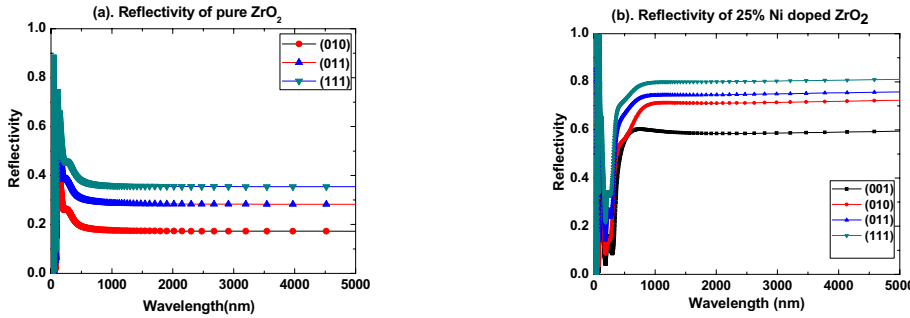 (a). Reflectivity of pure ZrO2
(010)
(011)
(111)
Reflectivity
1.0
0.8
0.6
0.4
0.2
0.0
0 1000 2000 3000 4000 5000
Wavelength(nm)
(b). Reflectivity of 25% Ni doped ZrO2
Reflectivity
1.0
0.8
0.6
0.4
0.2
0.0
(001)
(010)
(011)
(111)
0 1000 2000 3000 4000 5000
Wavelength (nm)